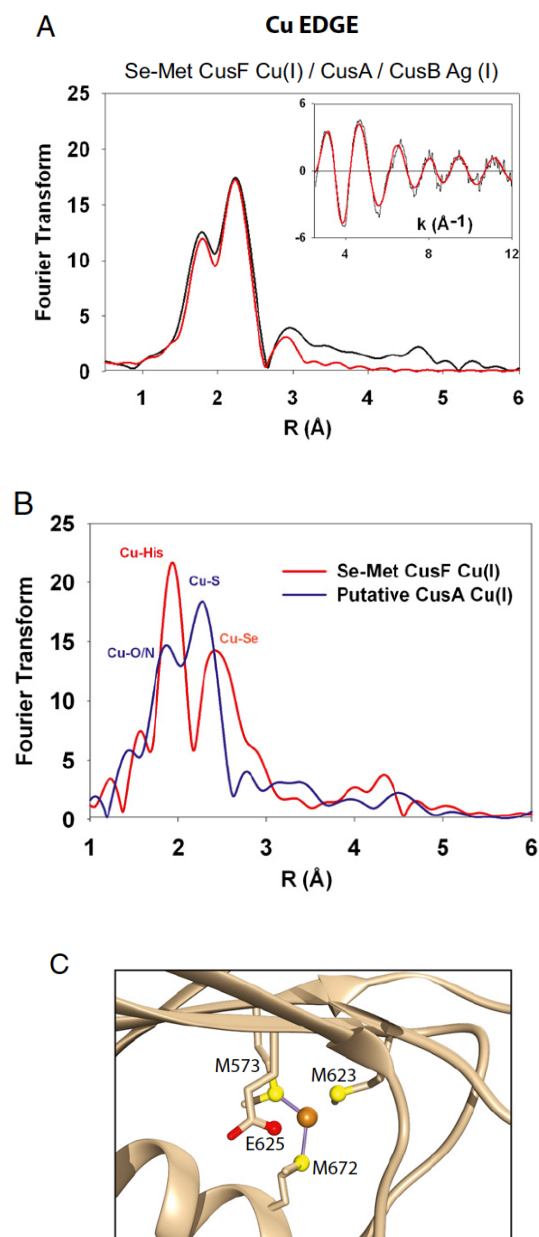 A
Cu EDGE
Se-Met CusF Cu(I) / CusA / CusB Ag (I)
25
20
15
10
5
0
Fourier Transform
6
0
-6
k (Å-1)
4
8
12
1
2
3
4
5
6
R (Å)
B
25
20
15
10
5
0
Fourier Transform
Cu-His
Cu-S
Cu-O/N
Cu-Se
Se-Met CusF Cu(I)
Putative CusA Cu(I)
1
2
3
4
5
6
R (Å)
C
M573
M623
E625
M672